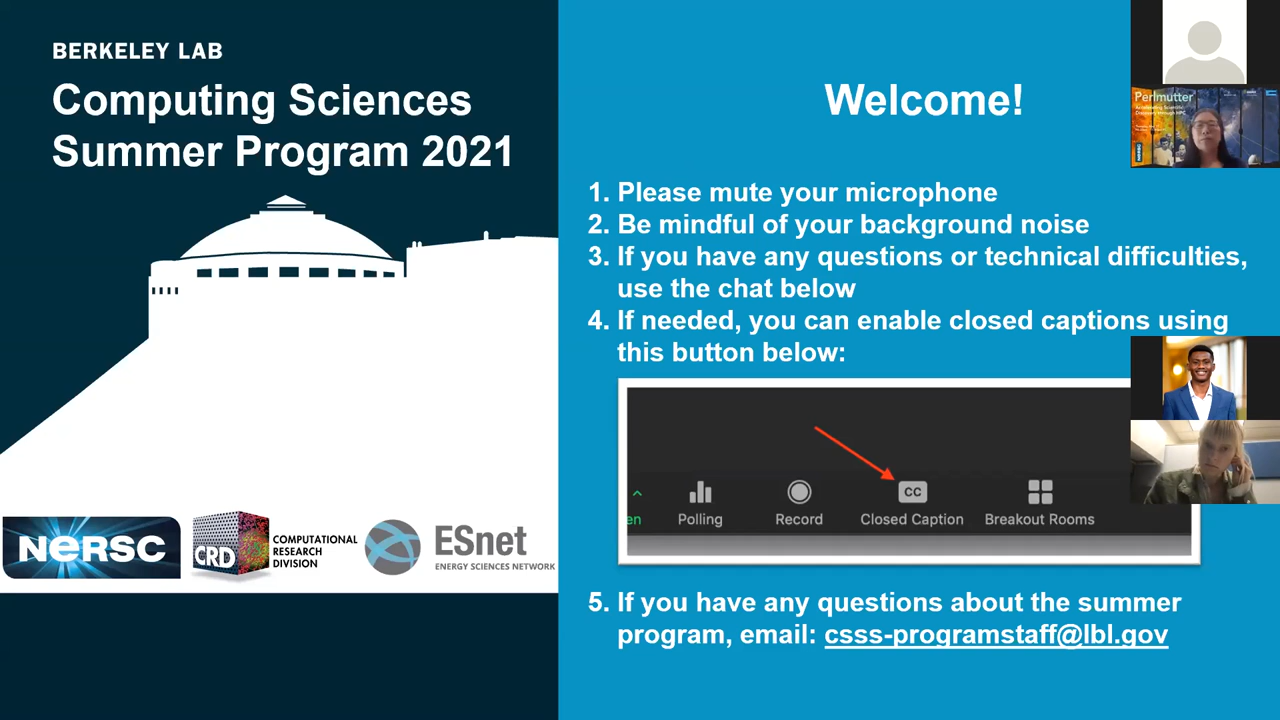 BERKELEY LAB
Computing Sciences
Summer Program 2021
NERSC
CRD
COMPUTATIONAL
RESEARCH
DIVISION
ESnet
ENERGY SCIENCES NETWORK
Welcome!
1. Please mute your microphone
2. Be mindful of your background noise
3. If you have any questions or technical difficulties,
use the chat below
4. If needed, you can enable closed captions using
this button below:
en
Polling
Record
CC
Closed Caption
Breakout Rooms
5. If you have any questions about the summer
program, email: csss-programstaff@lbl.gov
Perlmutter
NERSC